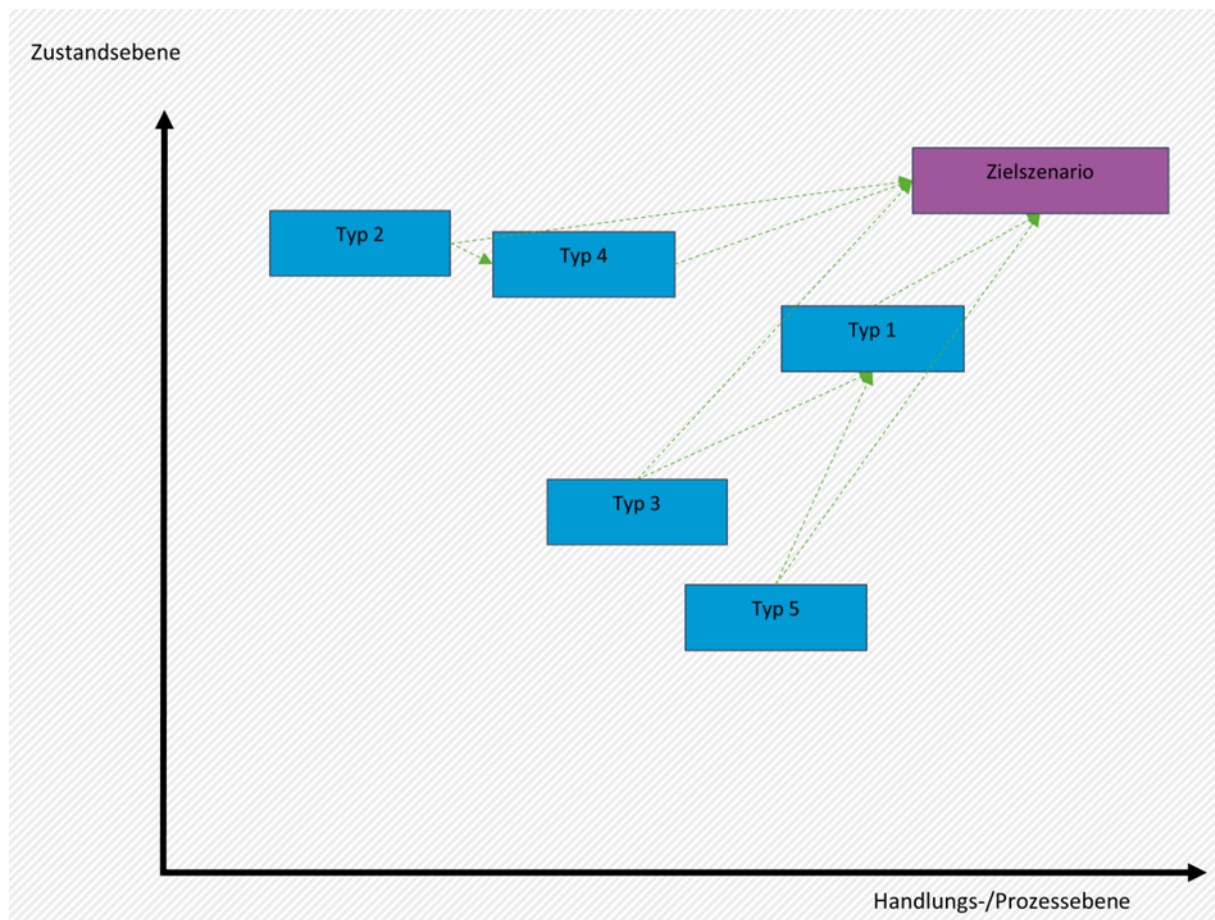 Zustandsebene
Zielszenario
Typ 2
Typ 4
Typ 1
Typ 3
Typ 5
Handlungs-/Prozessebene